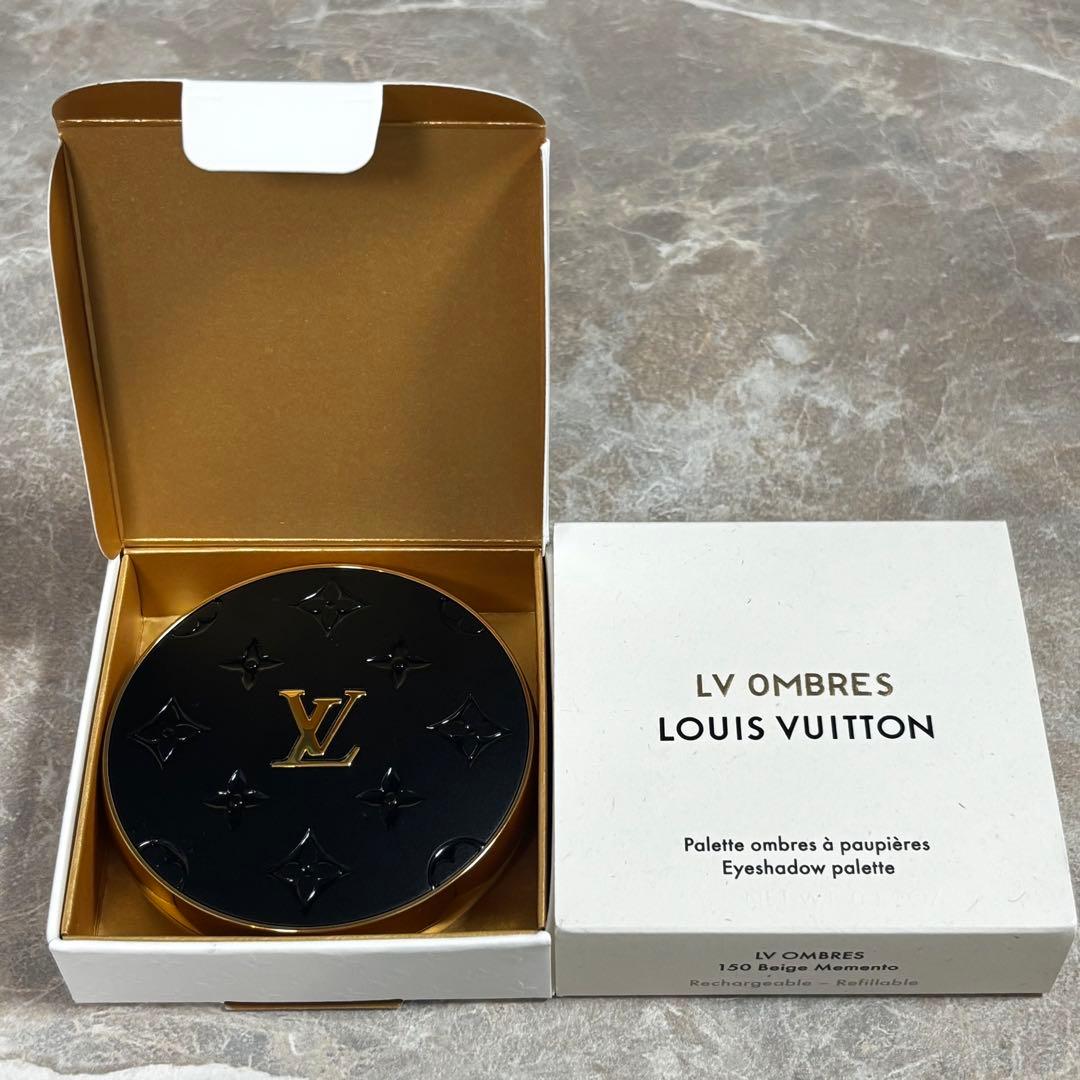 LV
LV OMBRES
LOUIS VUITTON
Palette ombres à paupières
Eyeshadow palette
LV OMBRES
150 Beige Memento
Rechargeable – Refillable